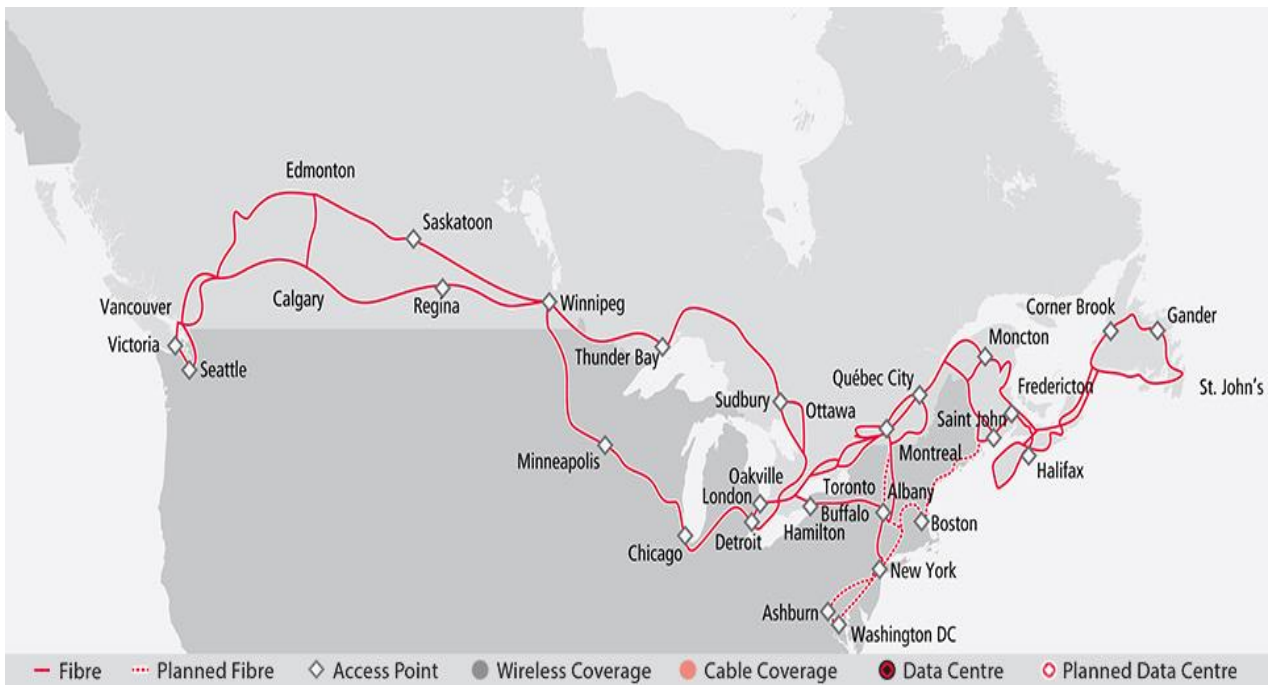 Edmonton
Saskatoon
Vancouver
Calgary
Regina
Winnipeg
Corner Brook
Gander
Victoria
Seattle
Thunder Bay
Moncton
Québec City
Fredericton
St. John's
Sudbury
Ottawa
Saint John
Minneapolis
Montreal
Halifax
Oakville
London
Toronto
Albany
Buffalo
Boston
Detroit
Hamilton
Chicago
New York
Ashburn
Washington DC
Fibre
Planned Fibre
Access Point
Wireless Coverage
Cable Coverage
Data Centre
Planned Data Centre